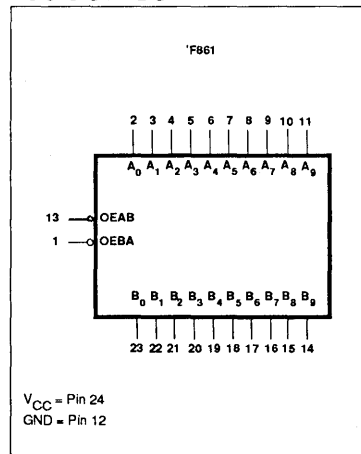 'F861
2 3 4 5 6 7 8 9 10 11
A0 A1 A2 A3 A4 A5 A6 A7 A8 A9
13 OEAB
1 OEBA
B0 B1 B2 B3 B4 B5 B6 B7 B8 B9
23 22 21 20 19 18 17 16 15 14
VCC = Pin 24
GND = Pin 12